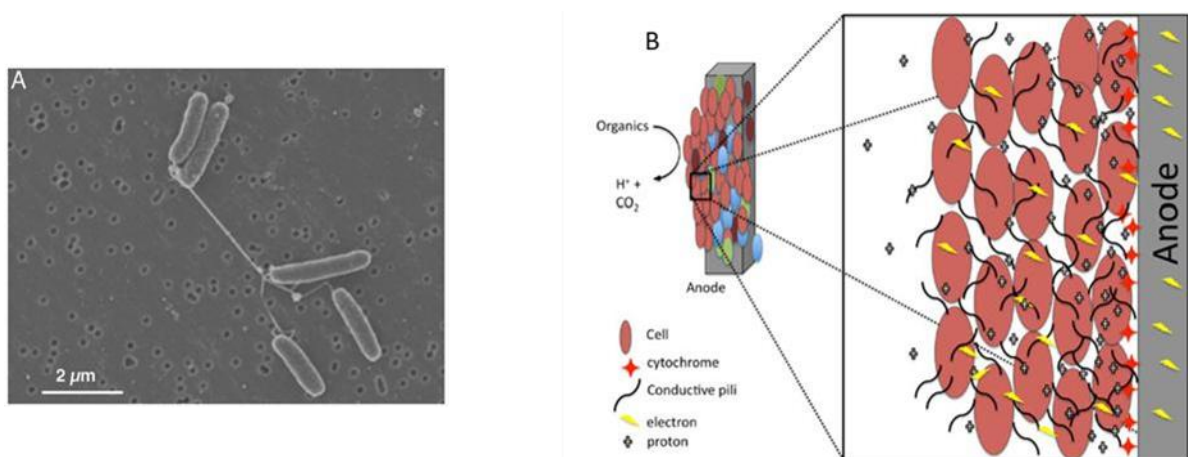 A
2 µm
B
Organics
H⁺ +
CO₂
Anode
Cell
cytochrome
Conductive pili
electron
proton
Anode